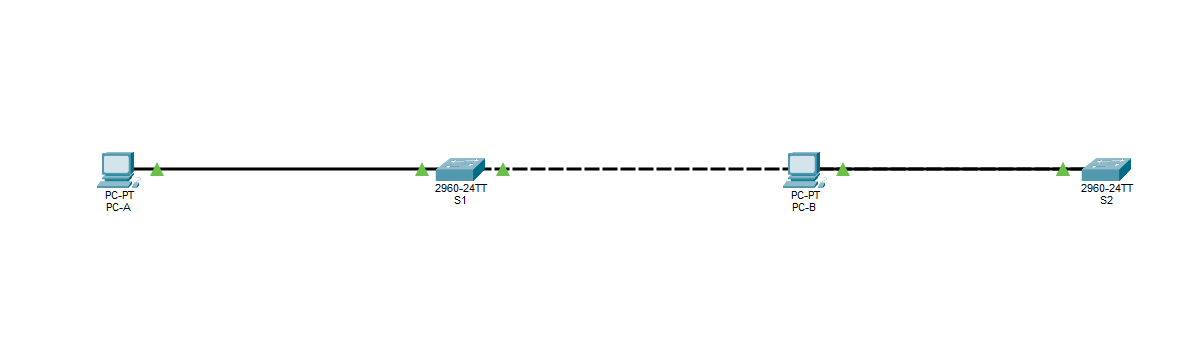 PC-PT
PC-A
2960-24TT
S1
PC-PT
PC-B
2960-24TT
S2